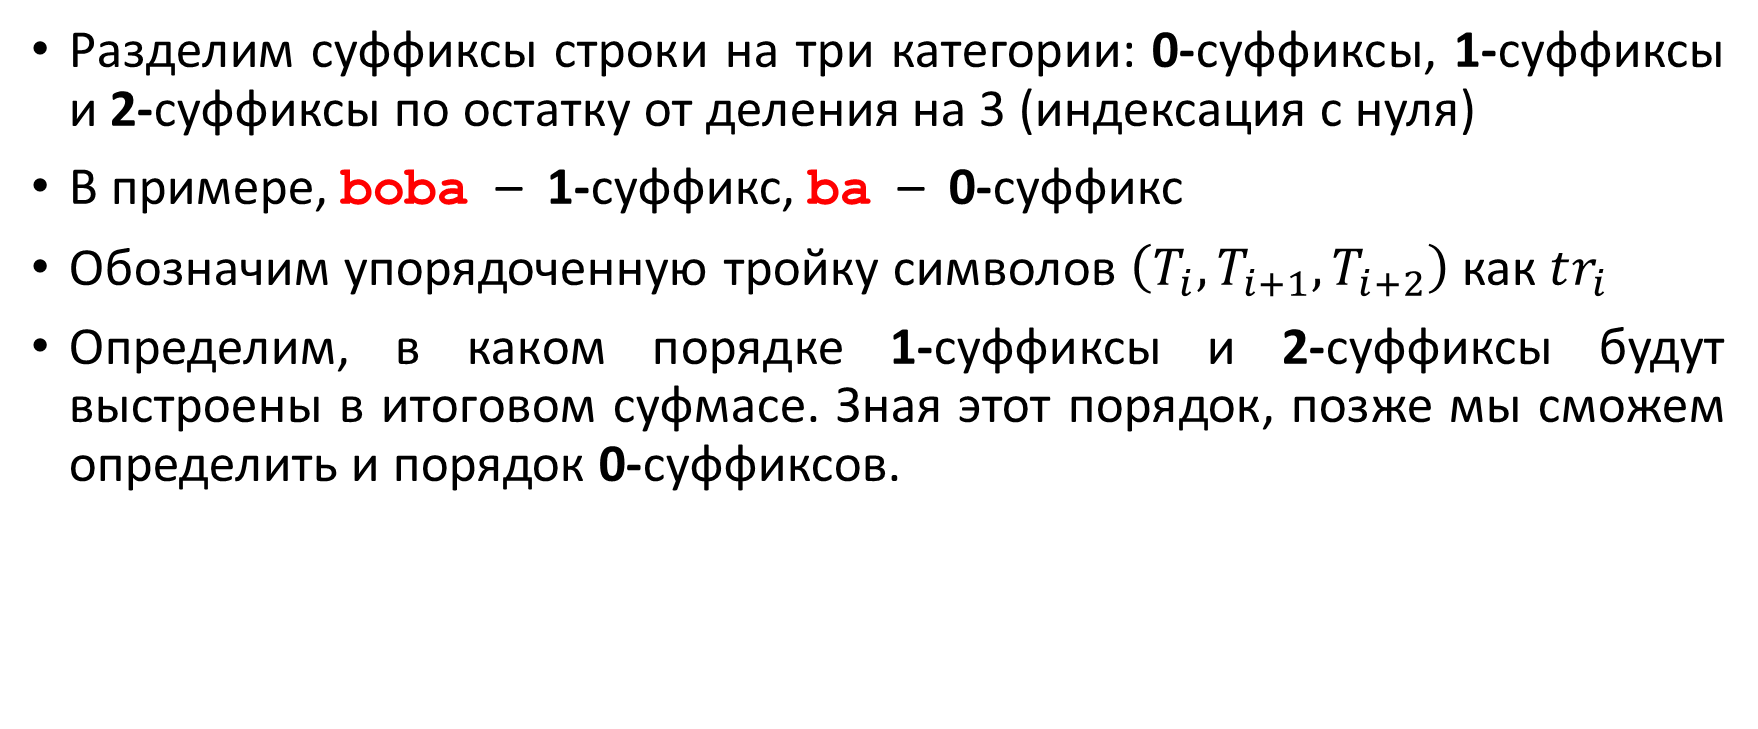 • Разделим суффиксы строки на три категории: 0-суффиксы, 1-суффиксы
и 2-суффиксы по остатку от деления на 3 (индексация с нуля)
• В примере, boba – 1-суффикс, ba – 0-суффикс
• Обозначим упорядоченную тройку символов (T_i, T_{i+1}, T_{i+2}) как tr_i
• Определим, в каком порядке 1-суффиксы и 2-суффиксы будут
выстроены в итоговом суфмасе. Зная этот порядок, позже мы сможем
определить и порядок 0-суффиксов.